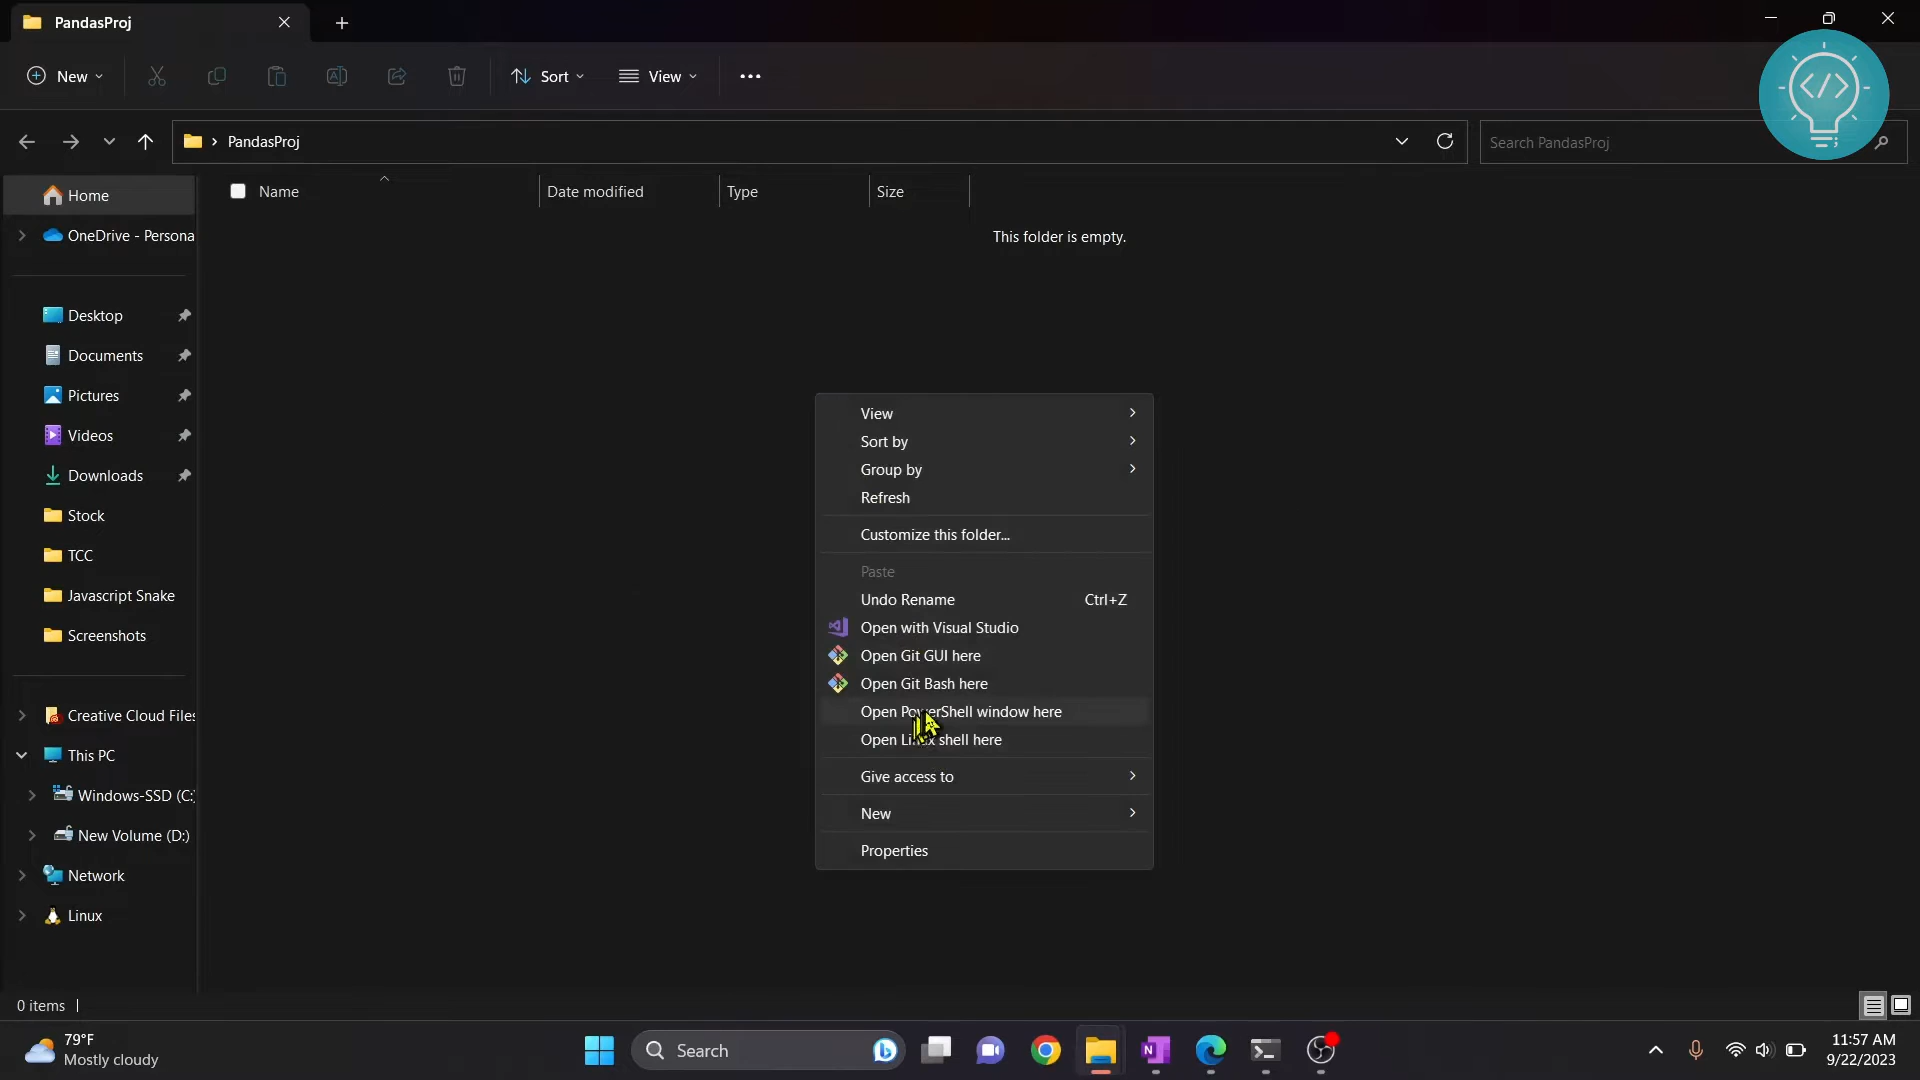 PandasProj
New
Sort
View
PandasProj
Search PandasProj
Name
Date modified
Type
Size
This folder is empty.
Home
OneDrive - Persona
Desktop
Documents
Pictures
Videos
Downloads
Stock
TCC
Javascript Snake
Screenshots
Creative Cloud Files
This PC
Windows-SSD (C:)
New Volume (D:)
Network
Linux
View
Sort by
Group by
Refresh
Customize this folder...
Paste
Undo Rename Ctrl+Z
Open with Visual Studio
Open Git GUI here
Open Git Bash here
Open PowerShell window here
Open Linux shell here
Give access to
New
Properties
0 items
79°F
Mostly cloudy
Search
11:57 AM
9/22/2023